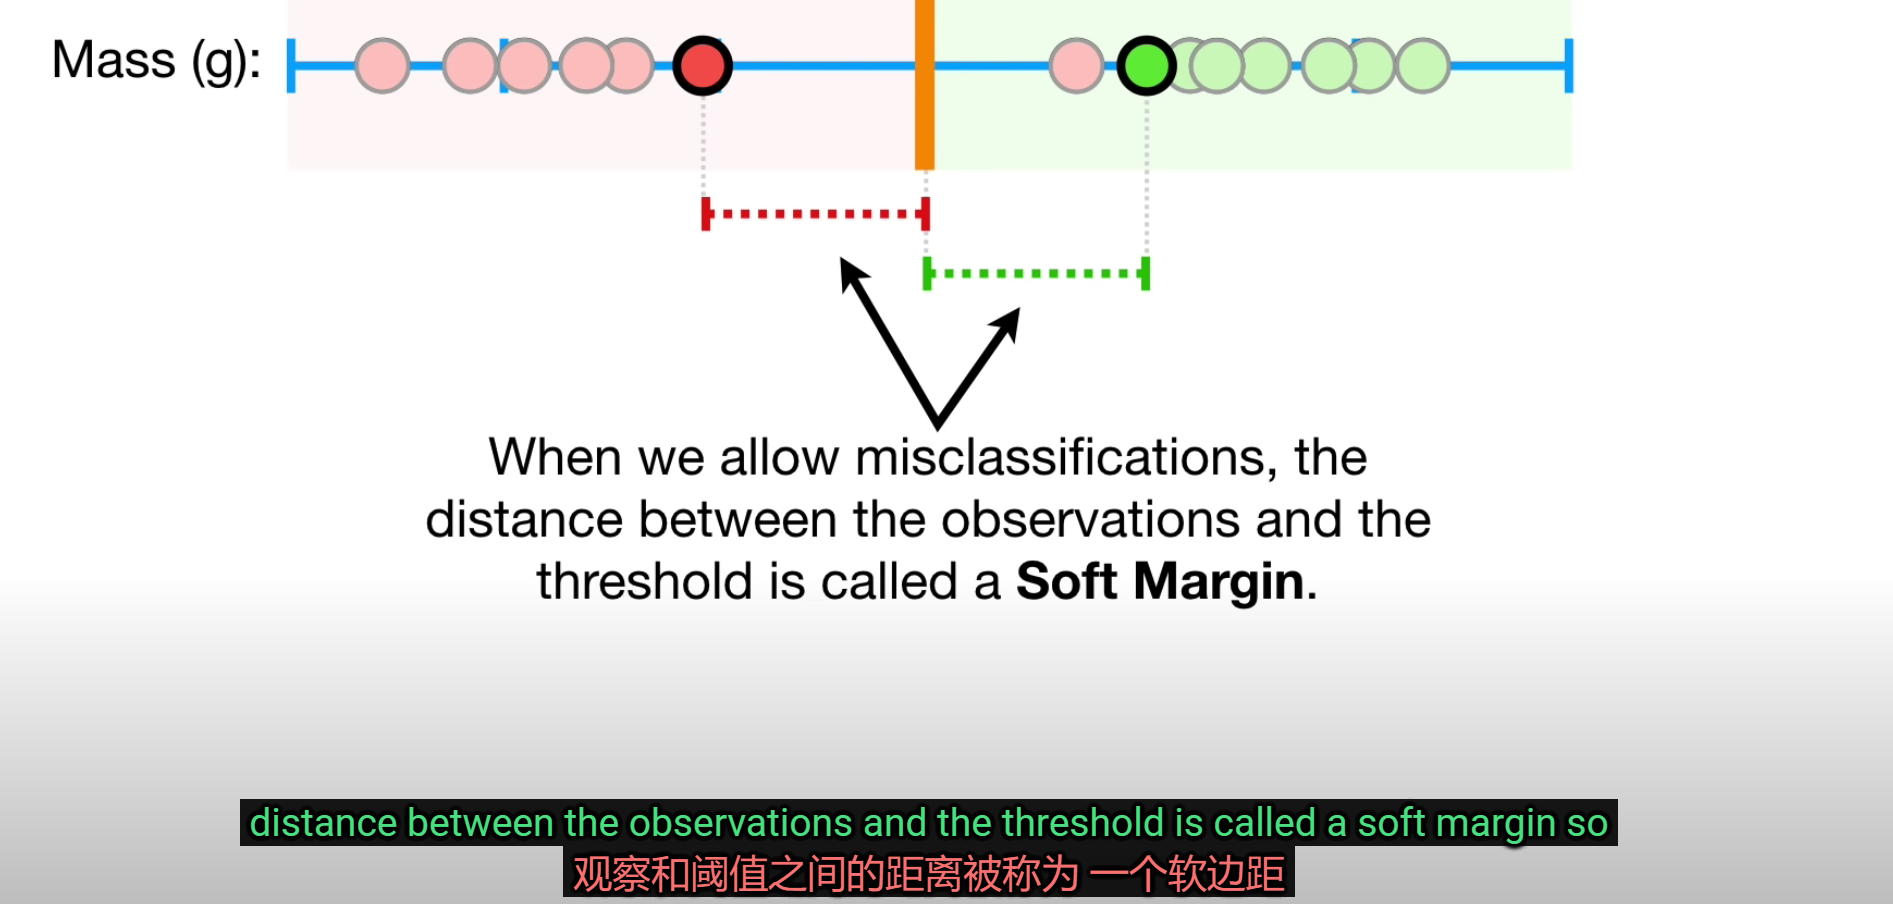 Mass (g):
When we allow misclassifications, the
distance between the observations and the
threshold is called a Soft Margin.
distance between the observations and the threshold is called a soft margin so
观察和阈值之间的距离被称为 一个软边距